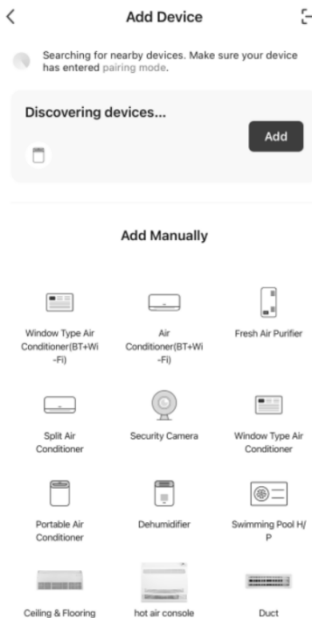 Add Device
Searching for nearby devices. Make sure your device
has entered pairing mode.
Discovering devices...
Add
Add Manually
Window Type Air
Conditioner(BT+Wi
-Fi)
Air
Conditioner(BT+Wi
-Fi)
Fresh Air Purifier
Split Air
Conditioner
Security Camera
Window Type Air
Conditioner
Portable Air
Conditioner
Dehumidifier
Swimming Pool H/
P
Ceiling & Flooring
hot air console
Duct